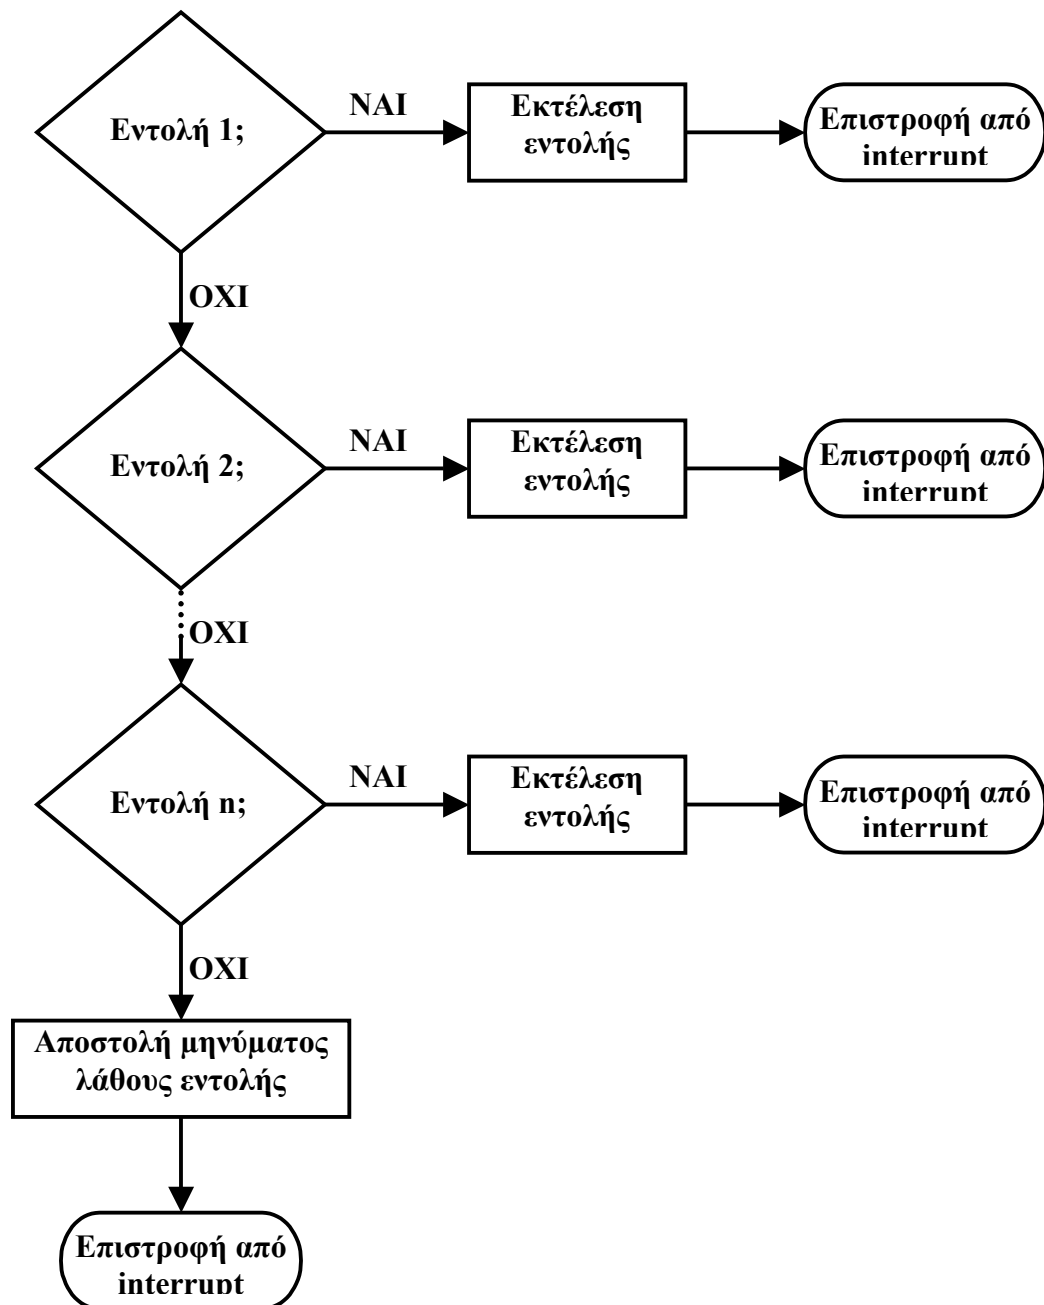 Εντολή 1;
ΝΑΙ
Εκτέλεση
εντολής
Επιστροφή από
interrupt
ΟΧΙ
Εντολή 2;
ΝΑΙ
Εκτέλεση
εντολής
Επιστροφή από
interrupt
ΟΧΙ
Εντολή n;
ΝΑΙ
Εκτέλεση
εντολής
Επιστροφή από
interrupt
ΟΧΙ
Αποστολή μηνύματος
λάθους εντολής
Επιστροφή από
interrupt